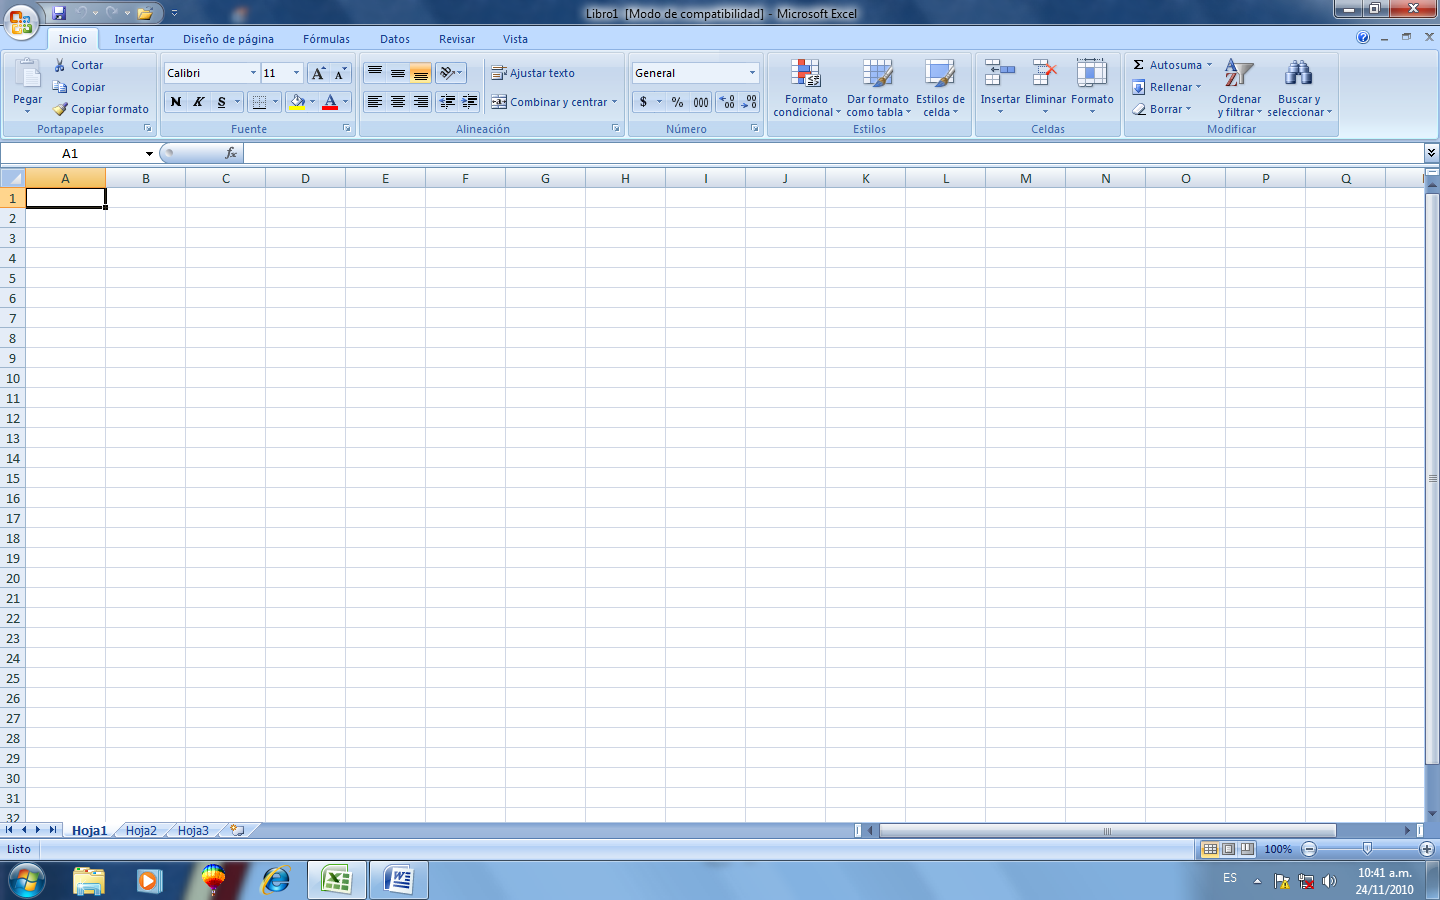 Libro1 [Modo de compatibilidad] - Microsoft Excel
Inicio Insertar Diseño de página Fórmulas Datos Revisar Vista
Pegar Cortar Copiar Copiar formato
Portapapeles
Calibri 11
N K S A A A
Fuente
Ajustar texto
Combinar y centrar
Alineación
General
$ % 000 ,0 ,00 ,00 ,0
Número
Formato condicional Dar formato como tabla Estilos de celda
Estilos
Insertar Eliminar Formato
Celdas
Σ Autosuma Rellenar Borrar Ordenar y filtrar Buscar y seleccionar
Modificar
A1 fx
A B C D E F G H I J K L M N O P Q
1
2
3
4
5
6
7
8
9
10
11
12
13
14
15
16
17
18
19
20
21
22
23
24
25
26
27
28
29
30
31
32
Hoja1 Hoja2 Hoja3
Listo 100%
ES 10:41 a.m.
24/11/2010